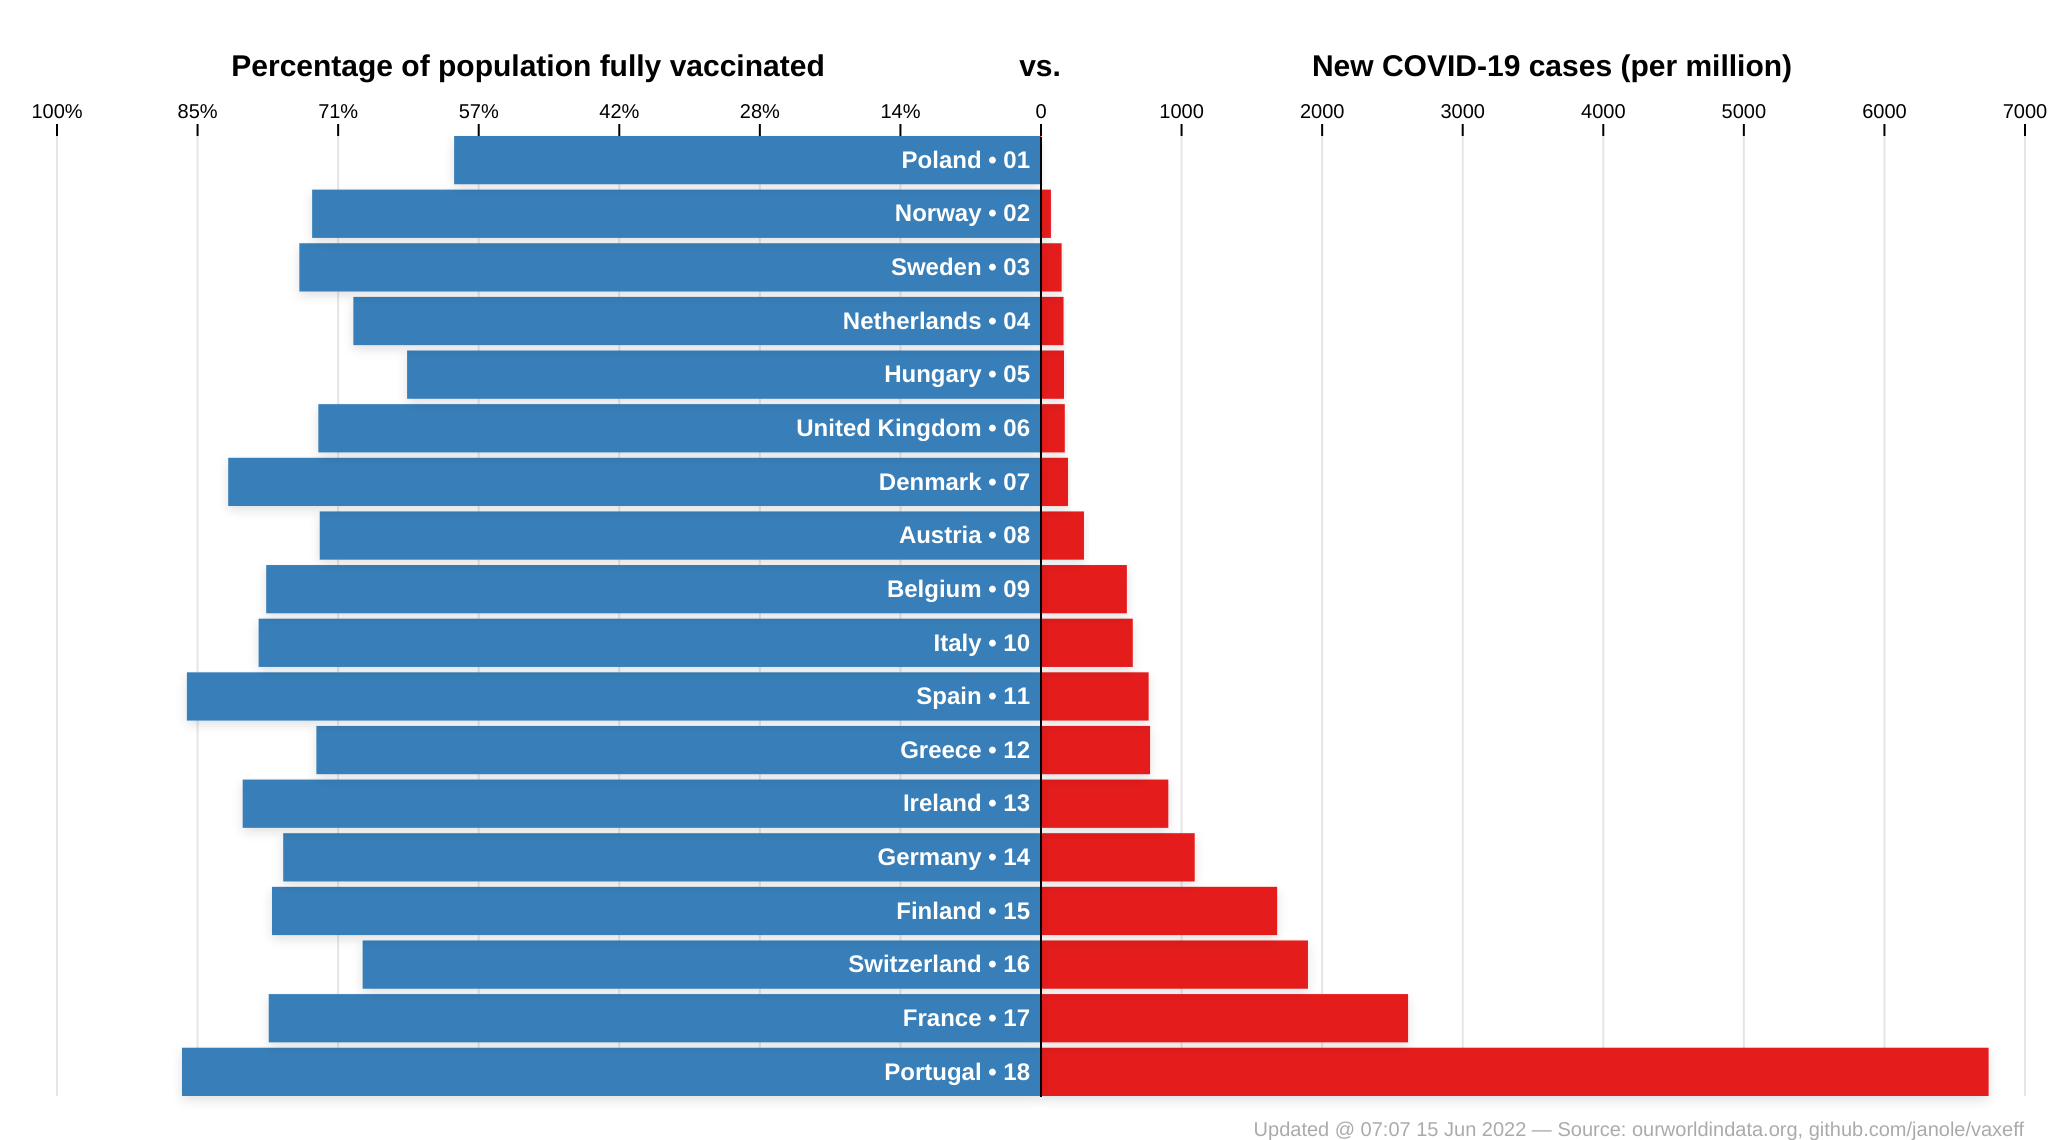 Percentage of population fully vaccinated vs. New COVID-19 cases (per million)
100% 85% 71% 57% 42% 28% 14% 0 1000 2000 3000 4000 5000 6000 7000
Poland • 01
Norway • 02
Sweden • 03
Netherlands • 04
Hungary • 05
United Kingdom • 06
Denmark • 07
Austria • 08
Belgium • 09
Italy • 10
Spain • 11
Greece • 12
Ireland • 13
Germany • 14
Finland • 15
Switzerland • 16
France • 17
Portugal • 18
Updated @ 07:07 15 Jun 2022 — Source: ourworldindata.org, github.com/janole/vaxeff